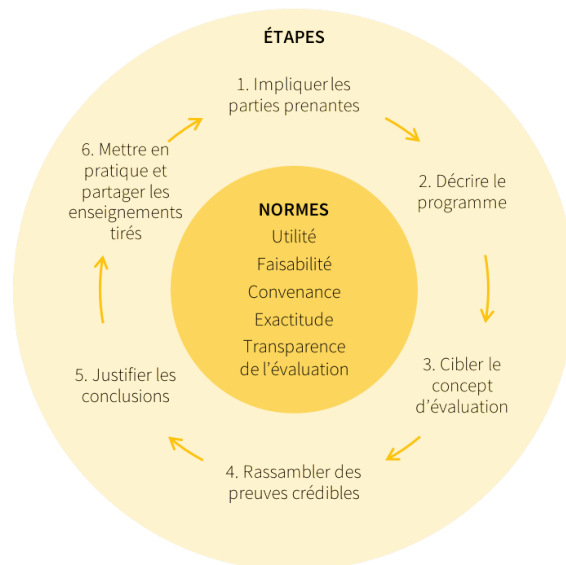 ÉTAPES
1. Impliquer les
parties prenantes
2. Décrire le
programme
3. Cibler le
concept
d’évaluation
4. Rassambler des
preuves crédibles
5. Justifier les
conclusions
6. Mettre en
pratique et
partager les
enseignements
tirés
NORMES
Utilité
Faisabilité
Convenance
Exactitude
Transparence
de l’évaluation